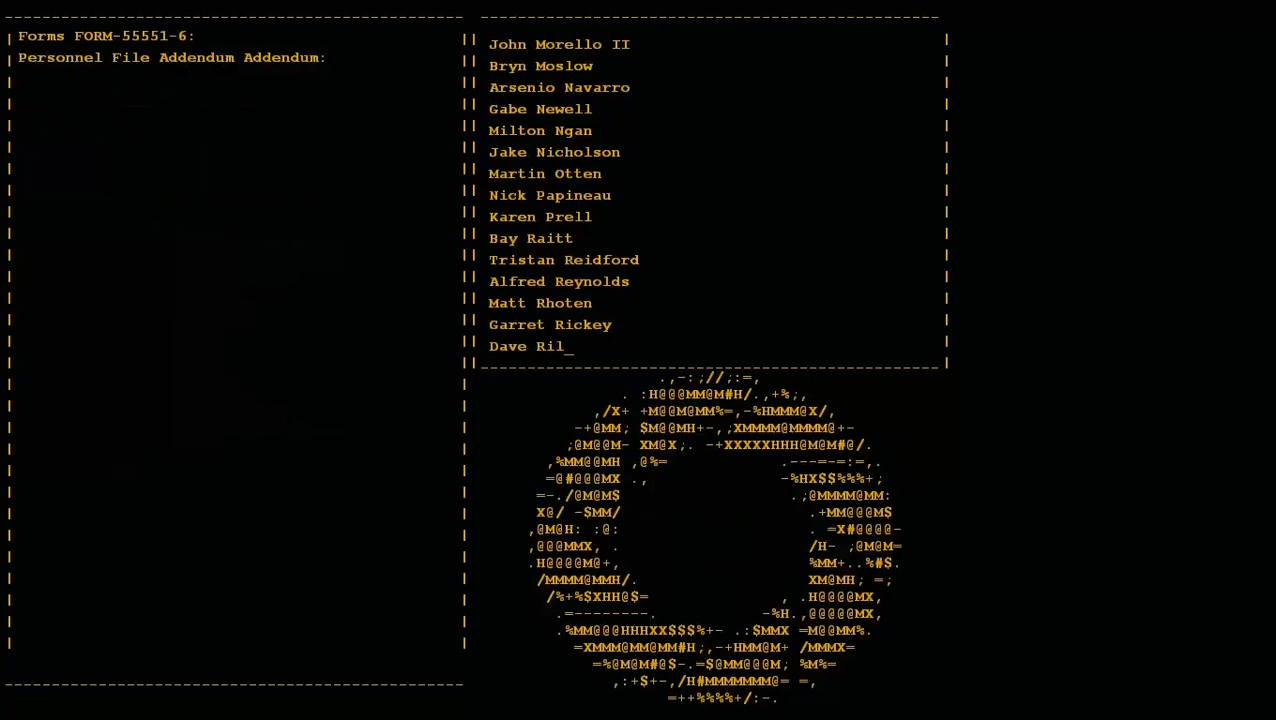 Forms FORM-55551-6:
Personnel File Addendum Addendum:
John Morello II
Bryn Moslow
Arsenio Navarro
Gabe Newell
Milton Ngan
Jake Nicholson
Martin Otten
Nick Papineau
Karen Prell
Bay Raitt
Tristan Reidford
Alfred Reynolds
Matt Rhoten
Garret Rickey
Dave Ril_